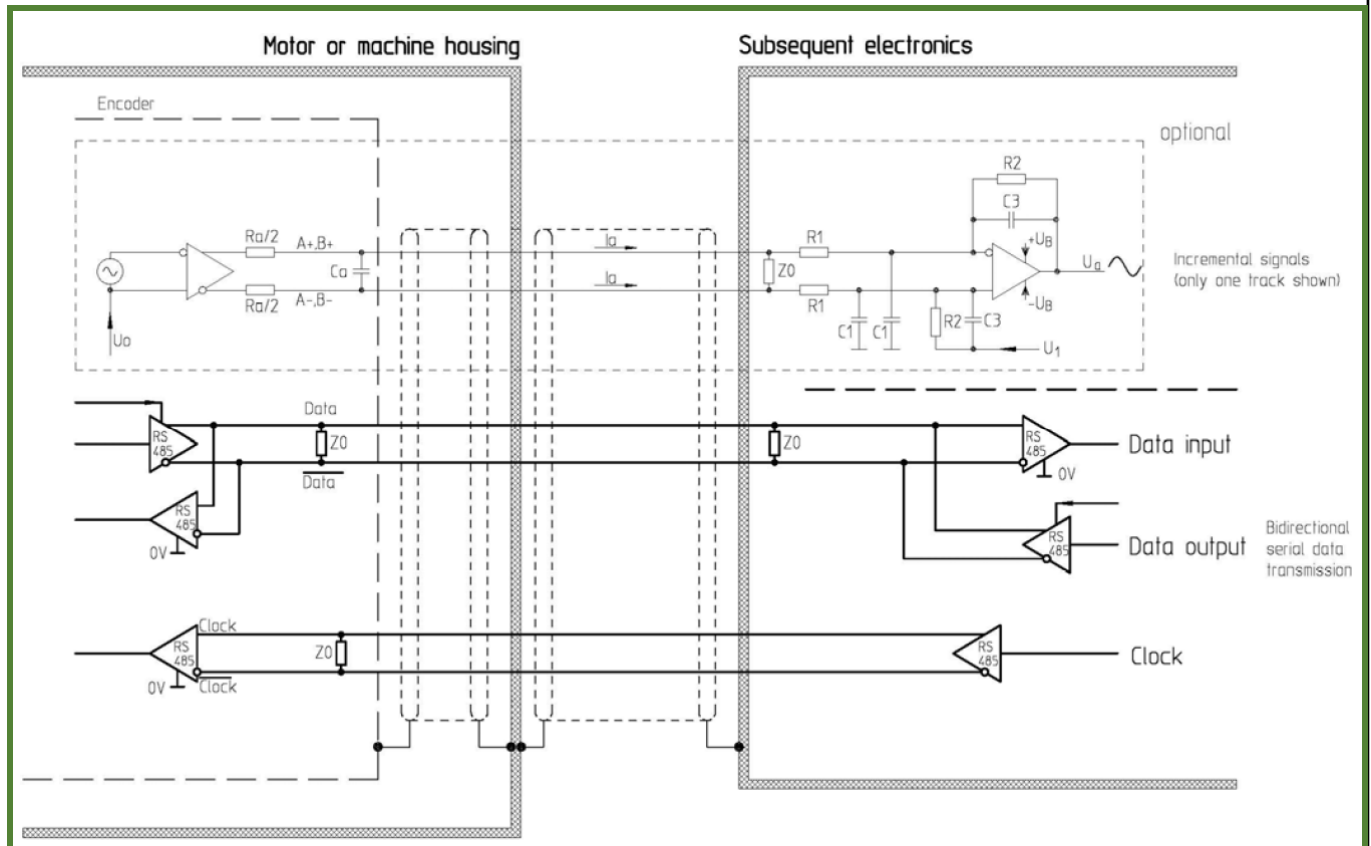 Motor or machine housing
Subsequent electronics
Encoder
optional
R2
C3
Ra/2
A+,B+
Ia
R1
+UB
Ca
Z0
Ua
Incremental signals
(only one track shown)
Ia
Ra/2
A-,B-
R1
-UB
C1
C1
R2
C3
U0
U1
Data
RS
485
Z0
Z0
RS
485
Data input
Data
0V
RS
485
0V
RS
485
Data output
Bidirectional
serial data
transmission
Clock
RS
485
Z0
RS
485
Clock
0V
Clock